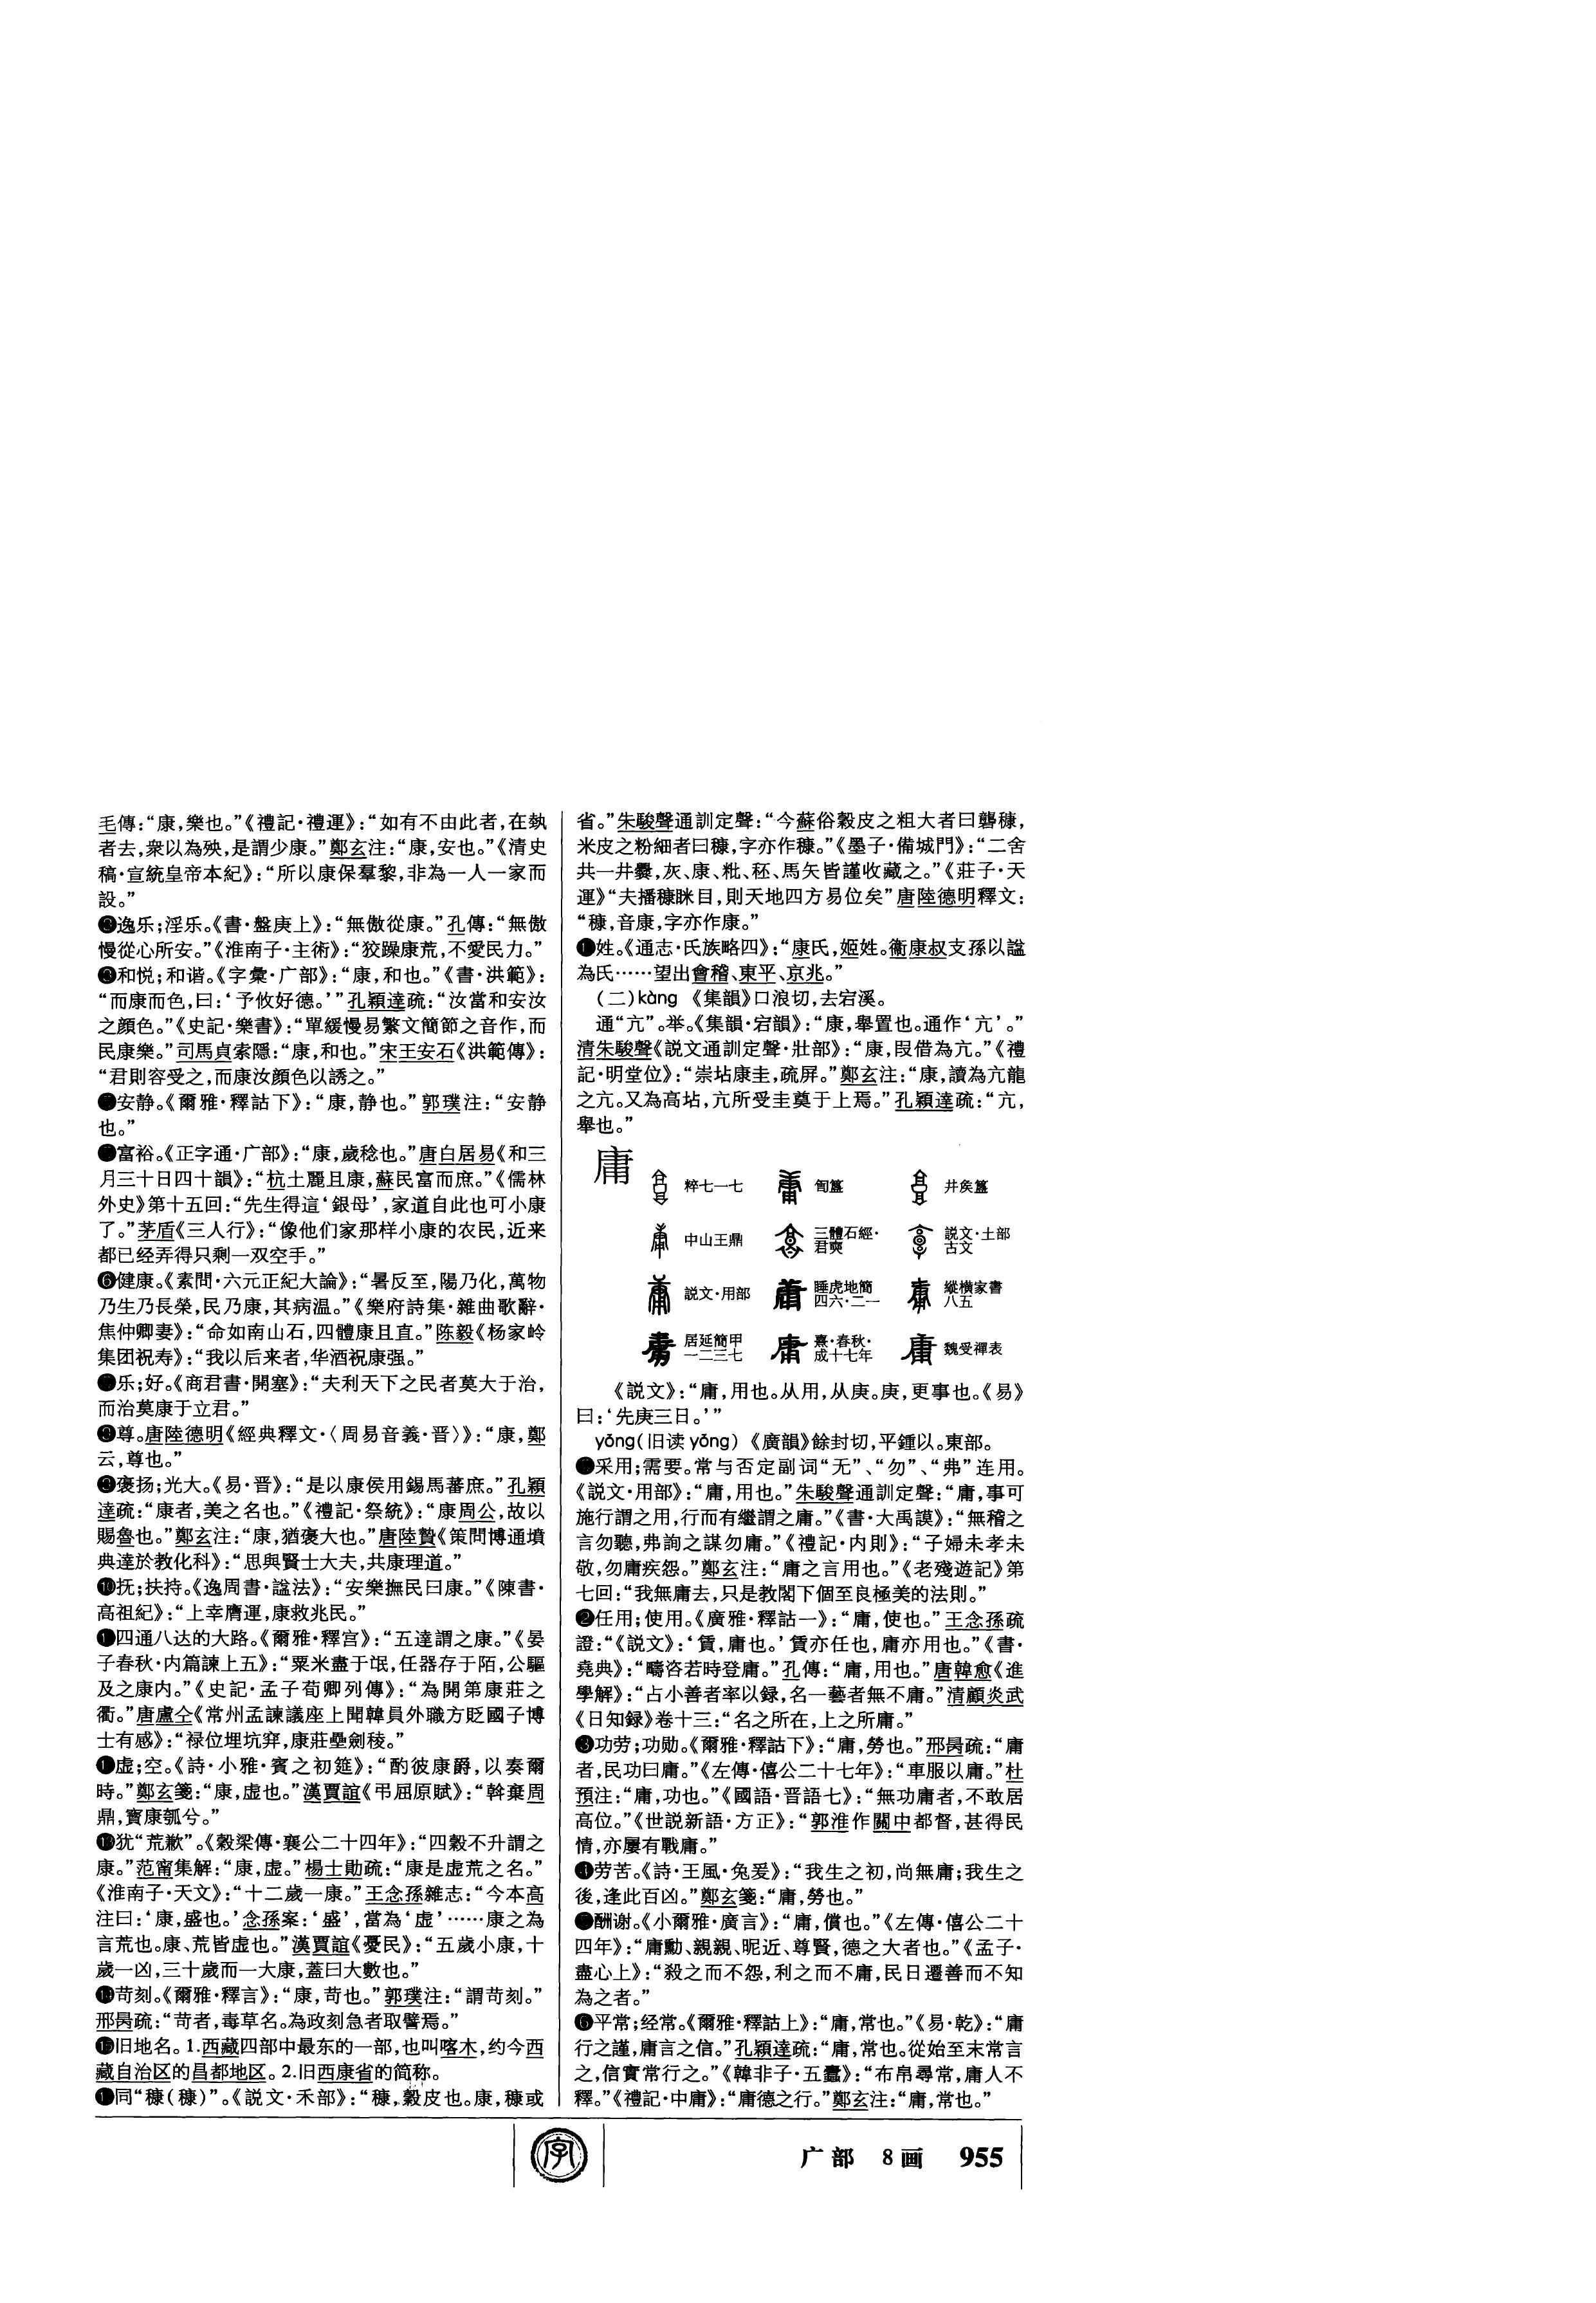 毛傳：“康，樂也。”《禮記·禮運》：“如有不由此者，在執
者去，衆以為殃，是謂少康。”鄭玄注：“康，安也。”《清史
稿·宣統皇帝本紀》：“所以康保羣黎，非為一人一家而
設。”
❷逸乐；淫乐。《書·盤庚上》：“無傲從康。”孔傳：“無傲
慢從心所安。”《淮南子·主術》：“狡躁康荒，不愛民力。”
❸和悦；和谐。《字彙·广部》：“康，和也。”《書·洪範》：
“而康而色，曰：‘予攸好德。’”孔穎達疏：“汝當和安汝
之顔色。”《史記·樂書》：“單緩慢易繁文簡節之音作，而
民康樂。”司馬貞索隱：“康，和也。”宋王安石《洪範傳》：
“君則容受之，而康汝顔色以誘之。”
❹安静。《爾雅·釋詁下》：“康，静也。”郭璞注：“安静
也。”
❺富裕。《正字通·广部》：“康，歲稔也。”唐白居易《和三
月三十日四十韻》：“杭土麗且康，蘇民富而庶。”《儒林
外史》第十五回：“先生得這‘銀母’，家道自此也可小康
了。”茅盾《三人行》：“像他们家那样小康的农民，近来
都已经弄得只剩一双空手。”
❻健康。《素問·六元正紀大論》：“暑反至，陽乃化，萬物
乃生乃長榮，民乃康，其病温。”《樂府詩集·雜曲歌辭·
焦仲卿妻》：“命如南山石，四體康且直。”陈毅《杨家岭
集团祝寿》：“我以后来者，华酒祝康强。”
❼乐；好。《商君書·開塞》：“夫利天下之民者莫大于治，
而治莫康于立君。”
❽尊。唐陸德明《經典釋文·〈周易音義·晋〉》：“康，鄭
云，尊也。”
❾褒扬；光大。《易·晋》：“是以康侯用錫馬蕃庶。”孔穎
達疏：“康者，美之名也。”《禮記·祭統》：“康周公，故以
賜魯也。”鄭玄注：“康，猶褒大也。”唐陸贄《策問博通墳
典達於教化科》：“思與賢士大夫，共康理道。”
❿抚；扶持。《逸周書·謚法》：“安樂撫民曰康。”《陳書·
高祖紀》：“上幸膺運，康救兆民。”
⓫四通八达的大路。《爾雅·釋宫》：“五達謂之康。”《晏
子春秋·内篇諫上五》：“粟米盡于氓，任器存于陌，公驅
及之康内。”《史記·孟子荀卿列傳》：“為開第康莊之
衢。”唐盧仝《常州孟諫議座上聞韓員外職方貶國子博
士有感》：“禄位埋坑穽，康莊壘劍稜。”
⓬虚；空。《詩·小雅·賓之初筵》：“酌彼康爵，以奏爾
時。”鄭玄箋：“康，虚也。”漢賈誼《弔屈原賦》：“斡棄周
鼎，寳康瓠兮。”
⓭犹“荒歉”。《穀梁傳·襄公二十四年》：“四穀不升謂之
康。”范甯集解：“康，虚。”楊士勛疏：“康是虚荒之名。”
《淮南子·天文》：“十二歲一康。”王念孫雜志：“今本高
注曰：‘康，盛也。’念孫案：‘盛’，當為‘虚’……康之為
言荒也。康、荒皆虚也。”漢賈誼《憂民》：“五歲小康，十
歲一凶，三十歲而一大康，蓋曰大數也。”
⓮苛刻。《爾雅·釋言》：“康，苛也。”郭璞注：“謂苛刻。”
邢昺疏：“苛者，毒草名。為政刻急者取譬焉。”
⓯旧地名。1.西藏四部中最东的一部，也叫喀木，约今西
藏自治区的昌都地区。2.旧西康省的简称。
⓰同“穅（糠）”。《説文·禾部》：“穅，穀皮也。康，穅或
省。”朱駿聲通訓定聲：“今蘇俗穀皮之粗大者曰礱穅，
米皮之粉細者曰穅，字亦作糠。”《墨子·備城門》：“二舍
共一井爨，灰、康、粃、秠、馬矢皆謹收藏之。”《莊子·天
運》“夫播穅眯目，則天地四方易位矣”唐陸德明釋文：
“穅，音康，字亦作康。”
⓱姓。《通志·氏族略四》：“康氏，姬姓。衛康叔支孫以謚
為氏……望出會稽、東平、京兆。”
（二）kàng 《集韻》口浪切，去宕溪。
通“亢”。举。《集韻·宕韻》：“康，舉置也。通作‘亢’。”
清朱駿聲《説文通訓定聲·壯部》：“康，叚借為亢。”《禮
記·明堂位》：“崇坫康圭，疏屏。”鄭玄注：“康，讀為亢龍
之亢。又為高坫，亢所受圭奠于上焉。”孔穎達疏：“亢，
舉也。”
庸
粹七一七 訇簋 井矦簋
中山王鼎 三體石經·君奭 説文·土部古文
説文·用部 睡虎地簡四六·二一 縱横家書八五
居延簡甲一二三七 熹·春秋·成十七年 魏受禪表
《説文》：“庸，用也。从用，从庚。庚，更事也。《易》
曰：‘先庚三日。’”
yōng（旧读yǒng） 《廣韻》餘封切，平鍾以。東部。
❶采用；需要。常与否定副词“无”、“勿”、“弗”连用。
《説文·用部》：“庸，用也。”朱駿聲通訓定聲：“庸，事可
施行謂之用，行而有繼謂之庸。”《書·大禹謨》：“無稽之
言勿聽，弗詢之謀勿庸。”《禮記·内則》：“子婦未孝未
敬，勿庸疾怨。”鄭玄注：“庸之言用也。”《老殘遊記》第
七回：“我無庸去，只是教閣下個至良極美的法則。”
❷任用；使用。《廣雅·釋詁一》：“庸，使也。”王念孫疏
證：“《説文》：‘賃，庸也。’賃亦任也，庸亦用也。”《書·
堯典》：“疇咨若時登庸。”孔傳：“庸，用也。”唐韓愈《進
學解》：“占小善者率以録，名一藝者無不庸。”清顧炎武
《日知録》卷十三：“名之所在，上之所庸。”
❸功劳；功勋。《爾雅·釋詁下》：“庸，勞也。”邢昺疏：“庸
者，民功曰庸。”《左傳·僖公二十七年》：“車服以庸。”杜
預注：“庸，功也。”《國語·晋語七》：“無功庸者，不敢居
高位。”《世説新語·方正》：“郭淮作關中都督，甚得民
情，亦屢有戰庸。”
❹劳苦。《詩·王風·兔爰》：“我生之初，尚無庸；我生之
後，逢此百凶。”鄭玄箋：“庸，勞也。”
❺酬谢。《小爾雅·廣言》：“庸，償也。”《左傳·僖公二十
四年》：“庸勳、親親、昵近、尊賢，德之大者也。”《孟子·
盡心上》：“殺之而不怨，利之而不庸，民日遷善而不知
為之者。”
❻平常；经常。《爾雅·釋詁上》：“庸，常也。”《易·乾》：“庸
行之謹，庸言之信。”孔穎達疏：“庸，常也。從始至末常言
之，信實常行之。”《韓非子·五蠹》：“布帛尋常，庸人不
釋。”《禮記·中庸》：“庸德之行。”鄭玄注：“庸，常也。”
字
广部 8画 955